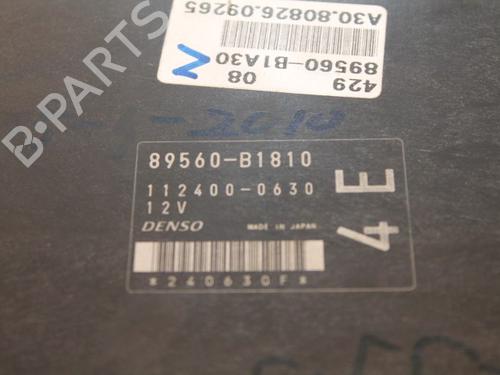 A30.80826.09265
89560-B1A30
08
429
Z
2010
89560-B1810
112400-0630
12V
DENSO MADE IN JAPAN
*240630F*
4E
B-PARTS